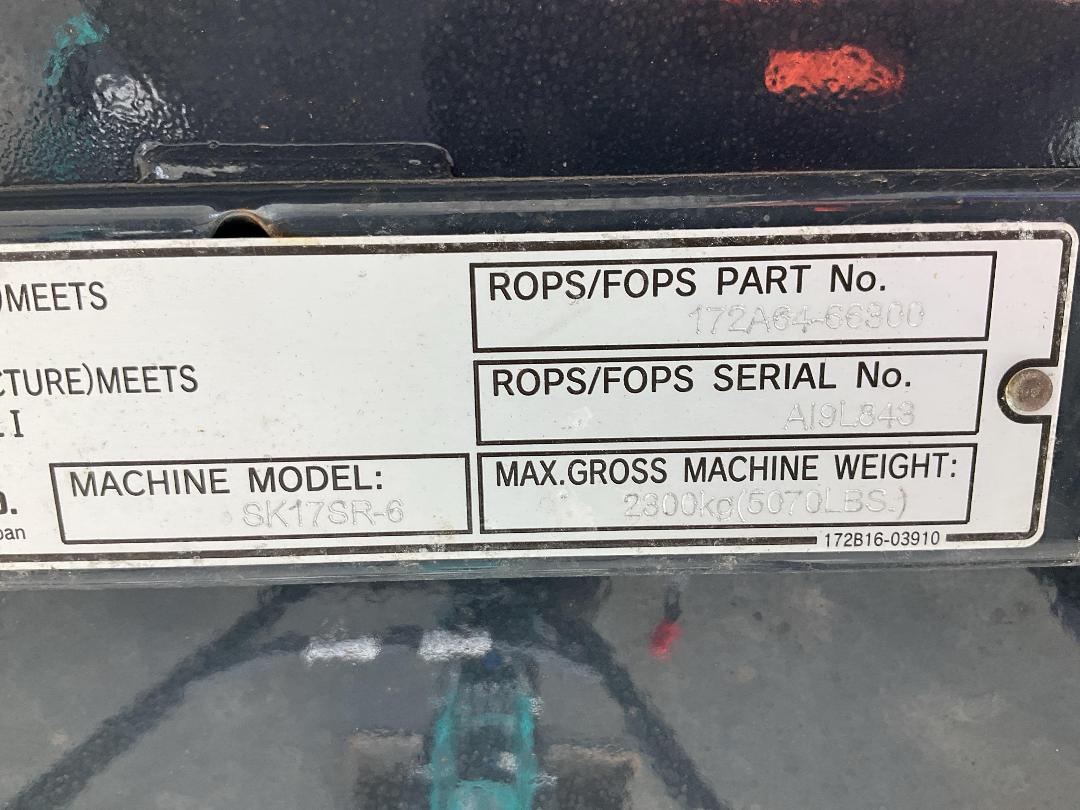 )MEETS
CTURE)MEETS
.I
D.
pan
MACHINE MODEL:
SK17SR-6
ROPS/FOPS PART No.
172A64-66300
ROPS/FOPS SERIAL No.
AI9L843
MAX.GROSS MACHINE WEIGHT:
2300kg(5070LBS.)
172B16-03910